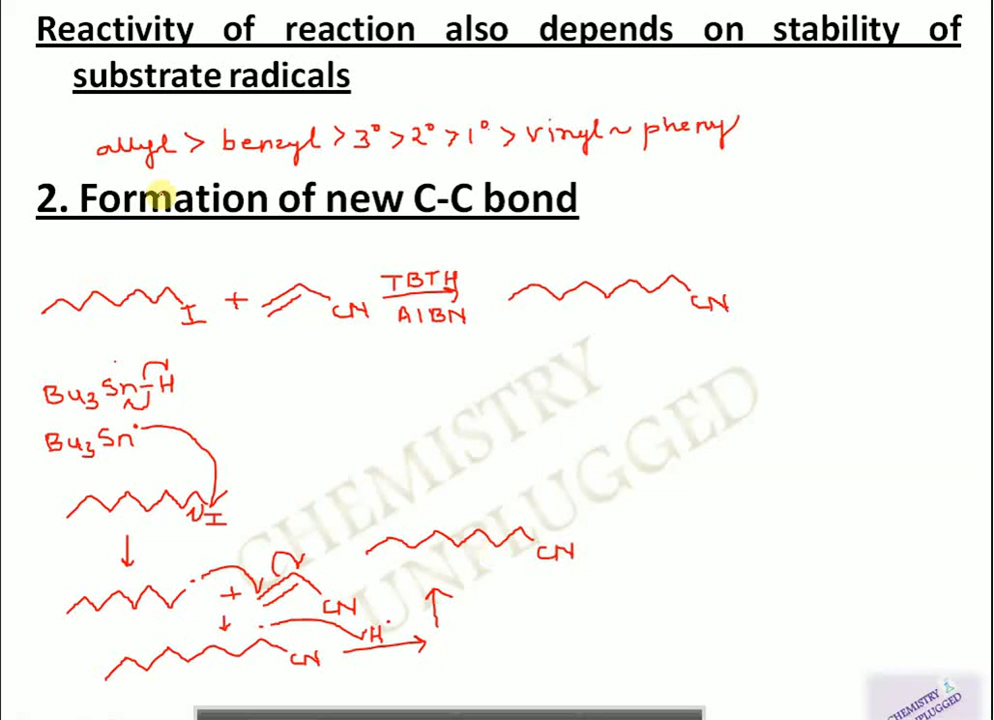 Reactivity of reaction also depends on stability of
substrate radicals
allyl > benzyl > 3° > 2° > 1° > vinyl ~ pheny
2. Formation of new C-C bond
I + CN TBTH CN
AIBN
Bu3Sn-H
Bu3Sn·
I
CN
+ CN
H·
CN
CHEMISTRY
UNPLUGGED
CHEMISTRY
UNPLUGGED